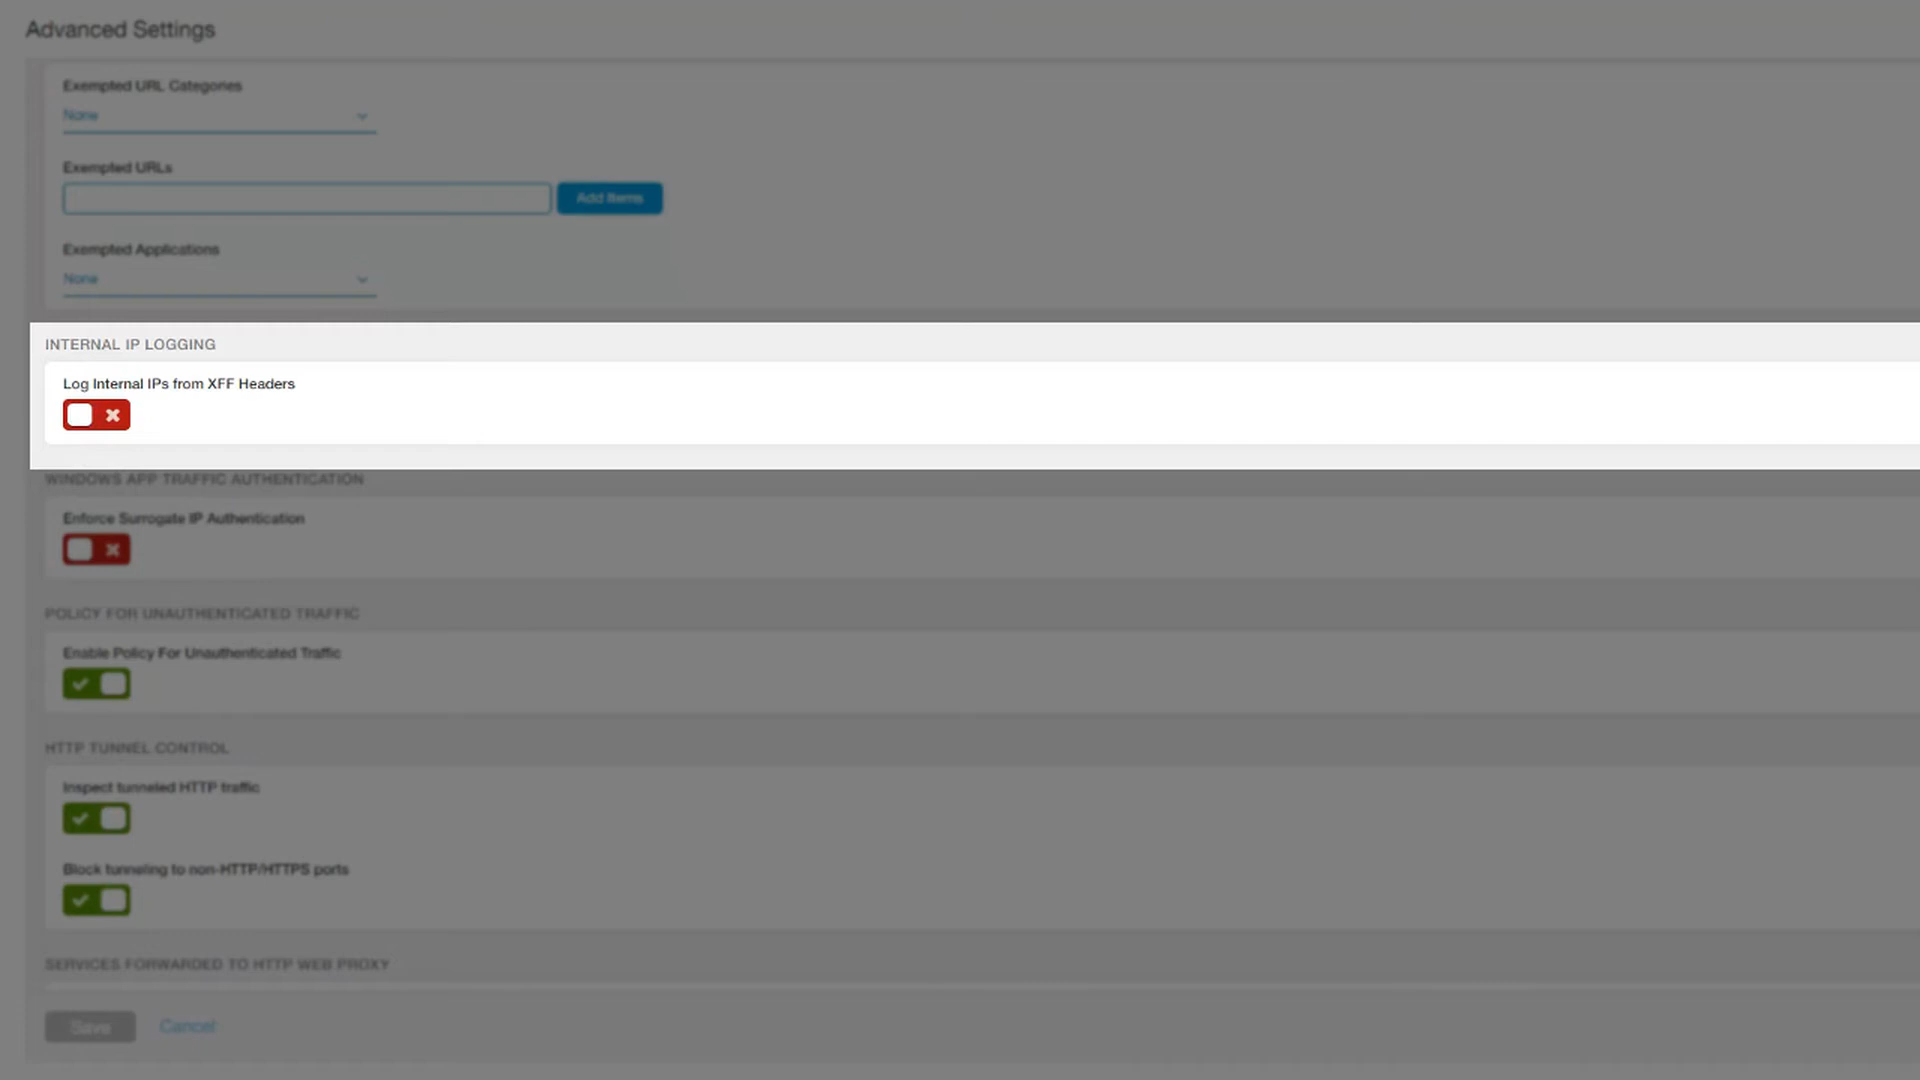 Advanced Settings
Exempted URL Categories
None
Exempted URLs
Add Items
Exempted Applications
None
INTERNAL IP LOGGING
Log Internal IPs from XFF Headers
WINDOWS APP TRAFFIC AUTHENTICATION
Enforce Surrogate IP Authentication
POLICY FOR UNAUTHENTICATED TRAFFIC
Enable Policy For Unauthenticated Traffic
HTTP TUNNEL CONTROL
Inspect tunneled HTTP traffic
Block tunneling to non-HTTP/HTTPS ports
SERVICES FORWARDED TO HTTP WEB PROXY
Save Cancel